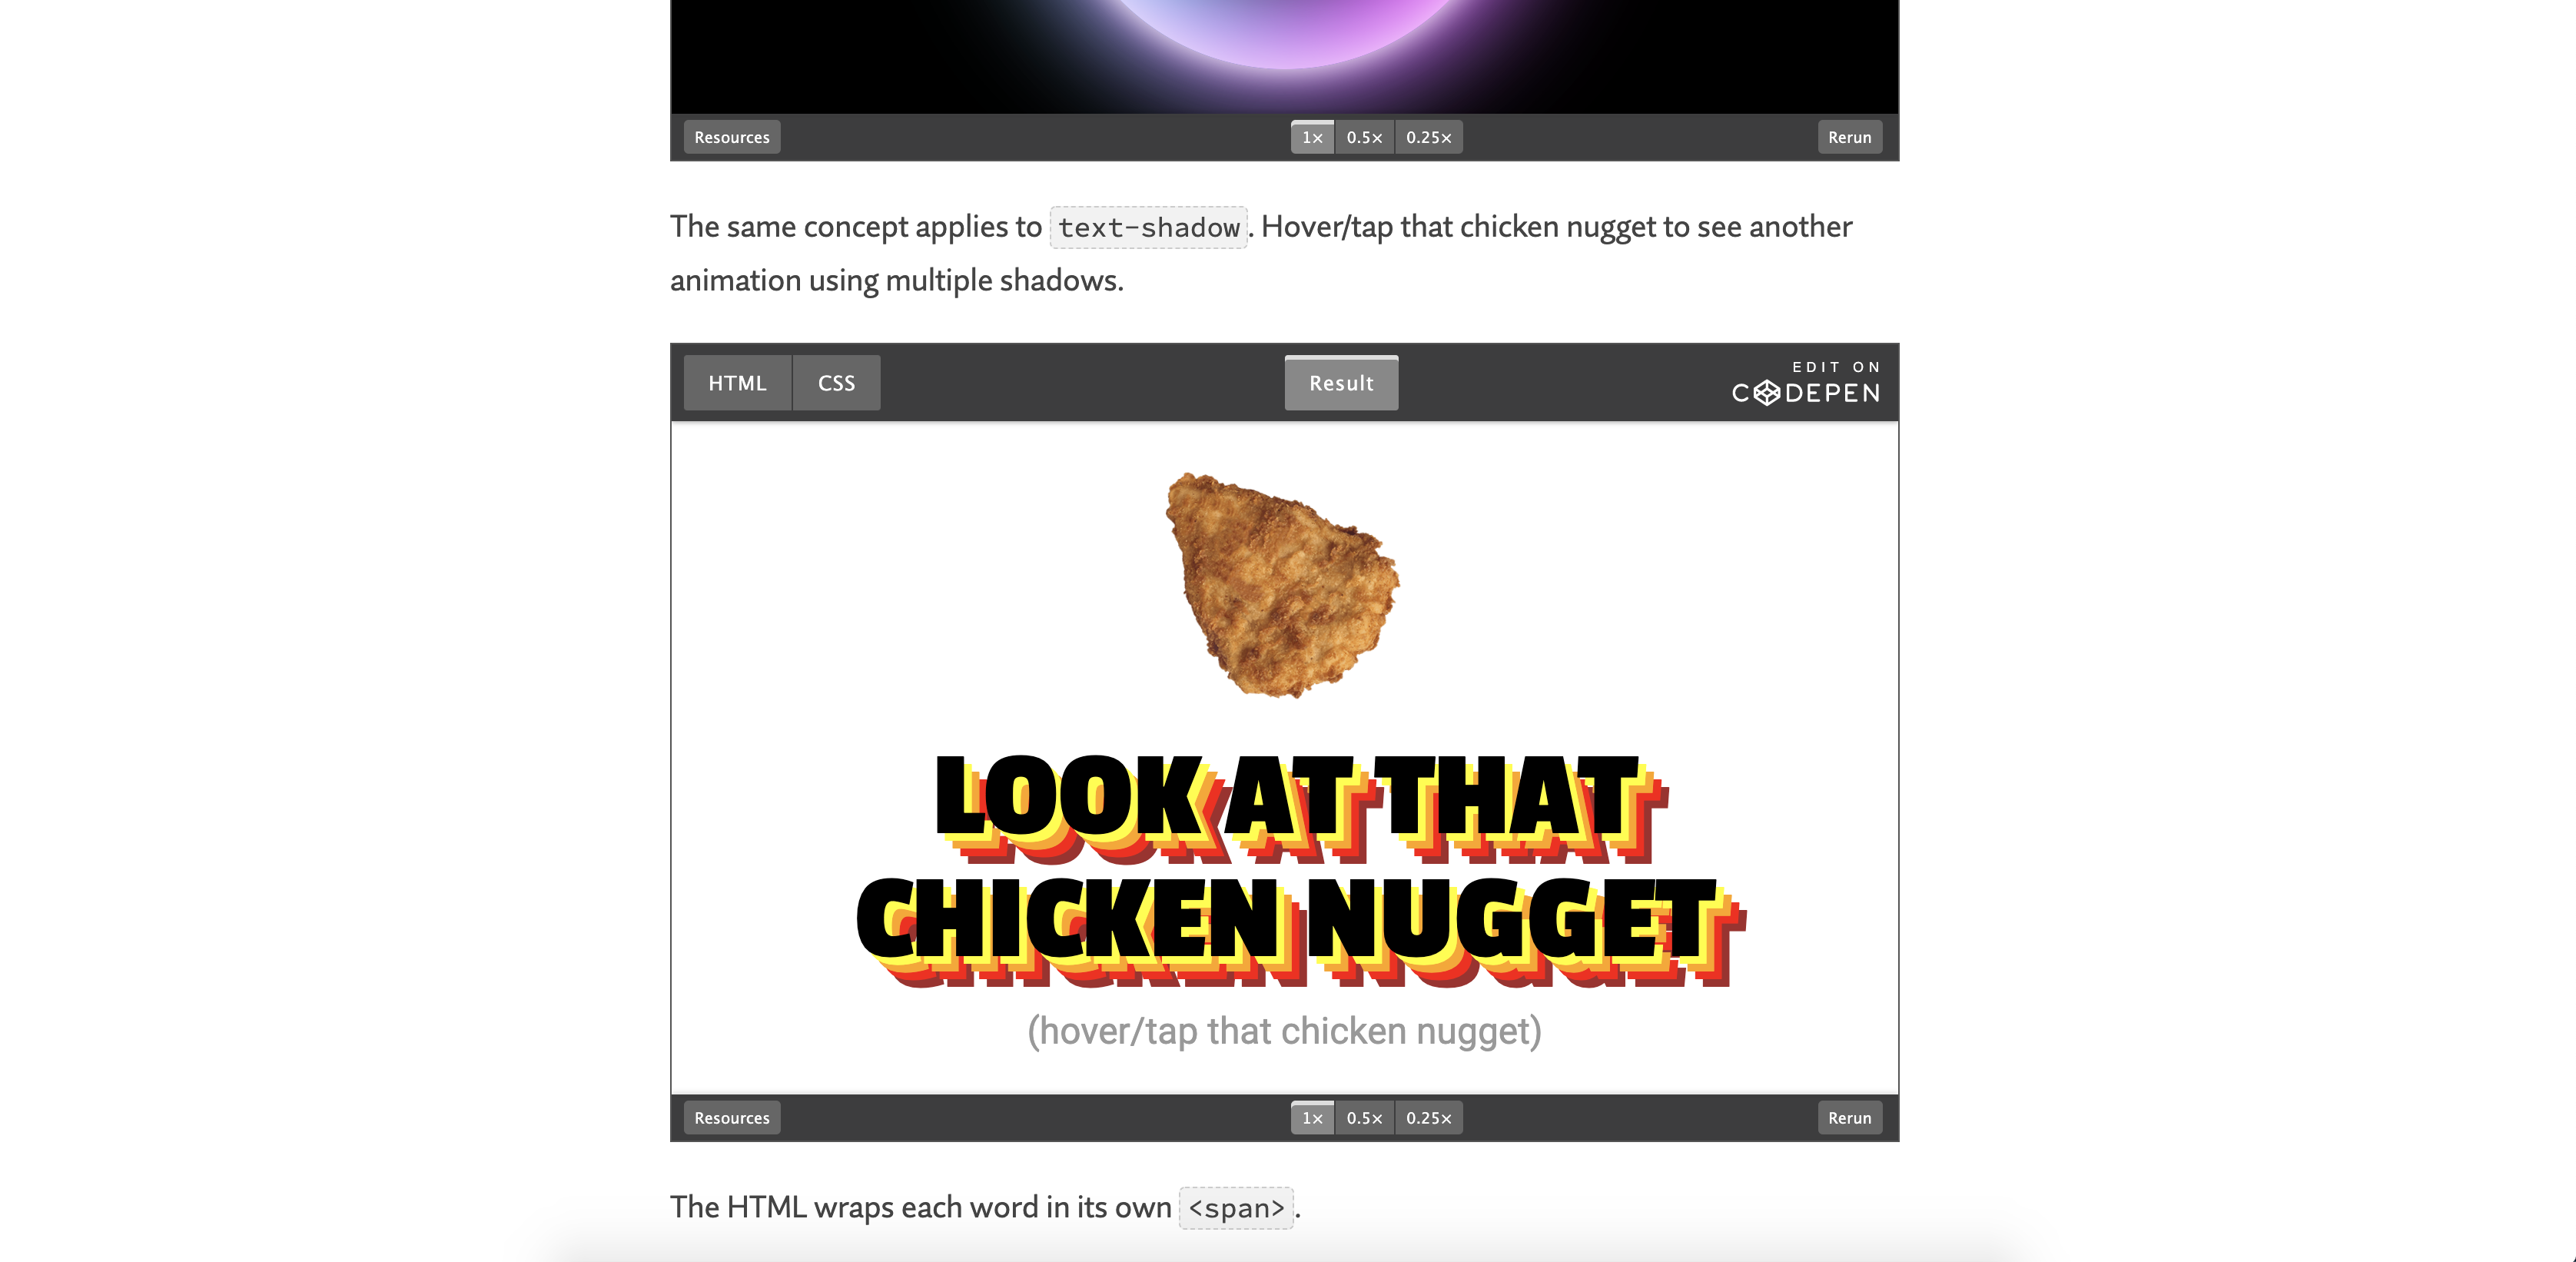 Resources 1× 0.5× 0.25× Rerun
The same concept applies to text-shadow. Hover/tap that chicken nugget to see another
animation using multiple shadows.
HTML CSS Result EDIT ON
CODEPEN
LOOK AT THAT
CHICKEN NUGGET
(hover/tap that chicken nugget)
Resources 1× 0.5× 0.25× Rerun
The HTML wraps each word in its own <span>.